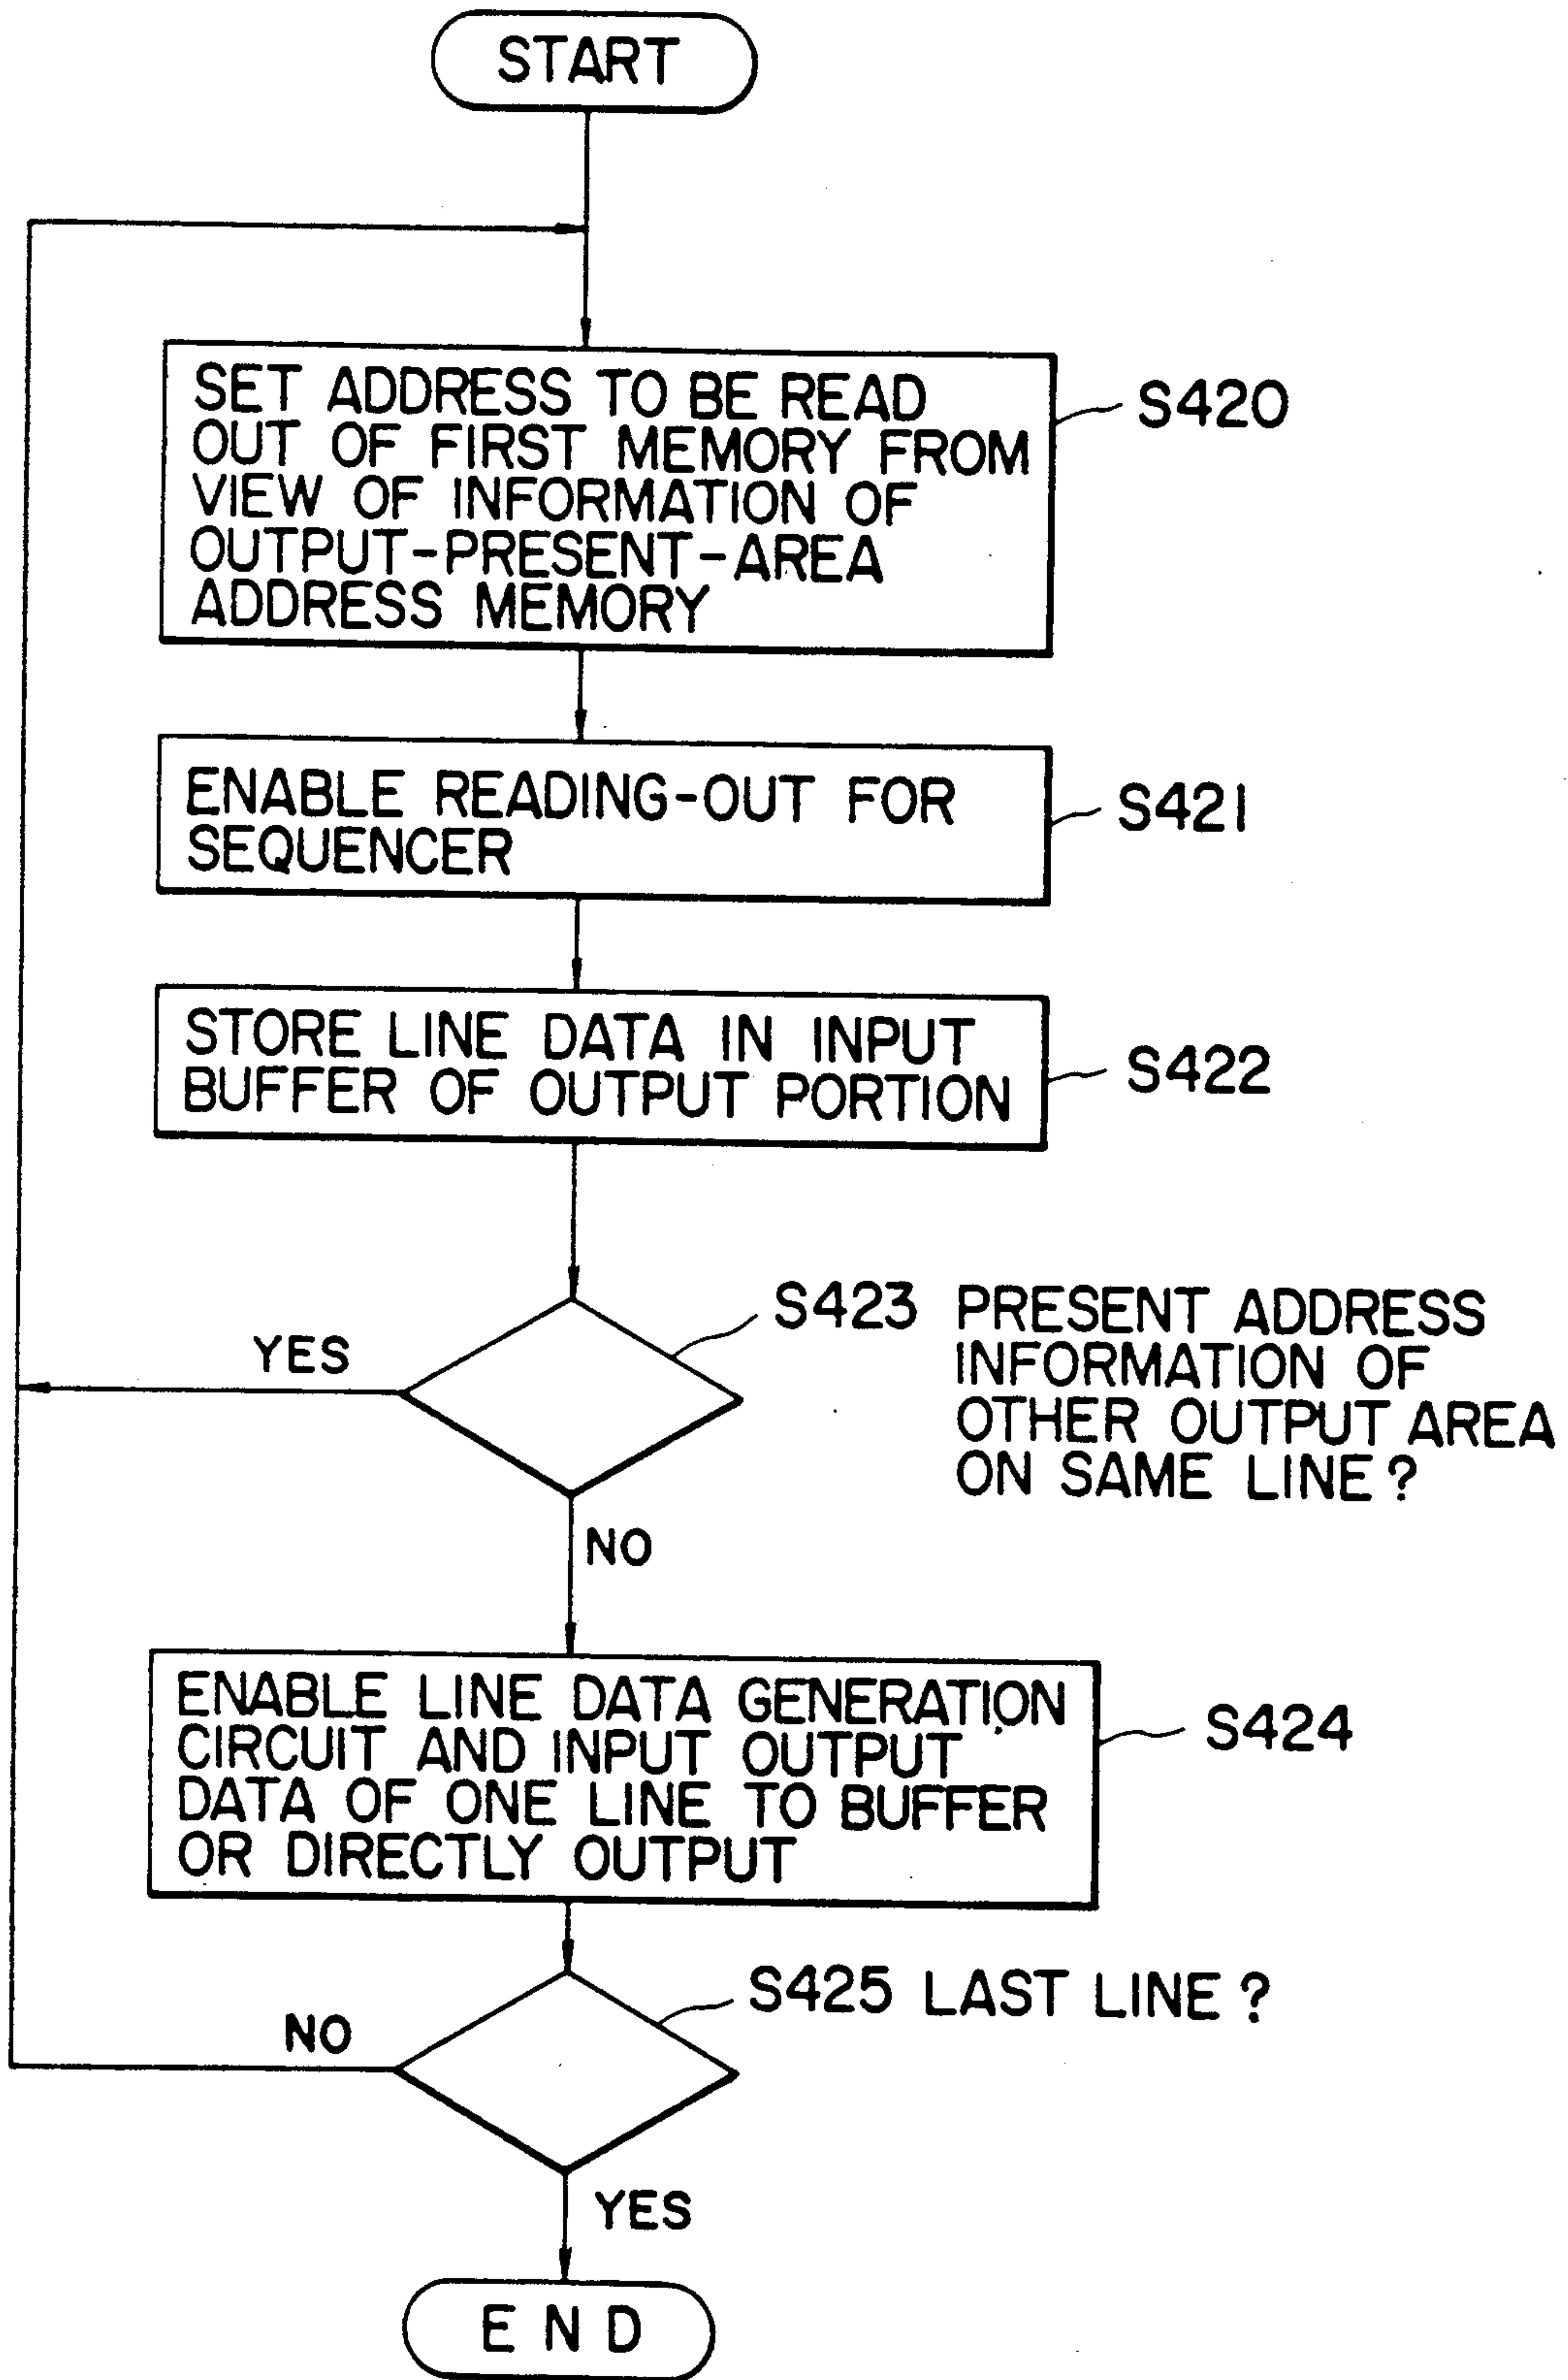 START
SET ADDRESS TO BE READ
OUT OF FIRST MEMORY FROM
VIEW OF INFORMATION OF
OUTPUT-PRESENT-AREA
ADDRESS MEMORY
S420
ENABLE READING-OUT FOR
SEQUENCER
S421
STORE LINE DATA IN INPUT
BUFFER OF OUTPUT PORTION
S422
YES
S423
PRESENT ADDRESS
INFORMATION OF
OTHER OUTPUT AREA
ON SAME LINE?
NO
ENABLE LINE DATA GENERATION
CIRCUIT AND INPUT OUTPUT
DATA OF ONE LINE TO BUFFER
OR DIRECTLY OUTPUT
S424
S425 LAST LINE?
NO
YES
END